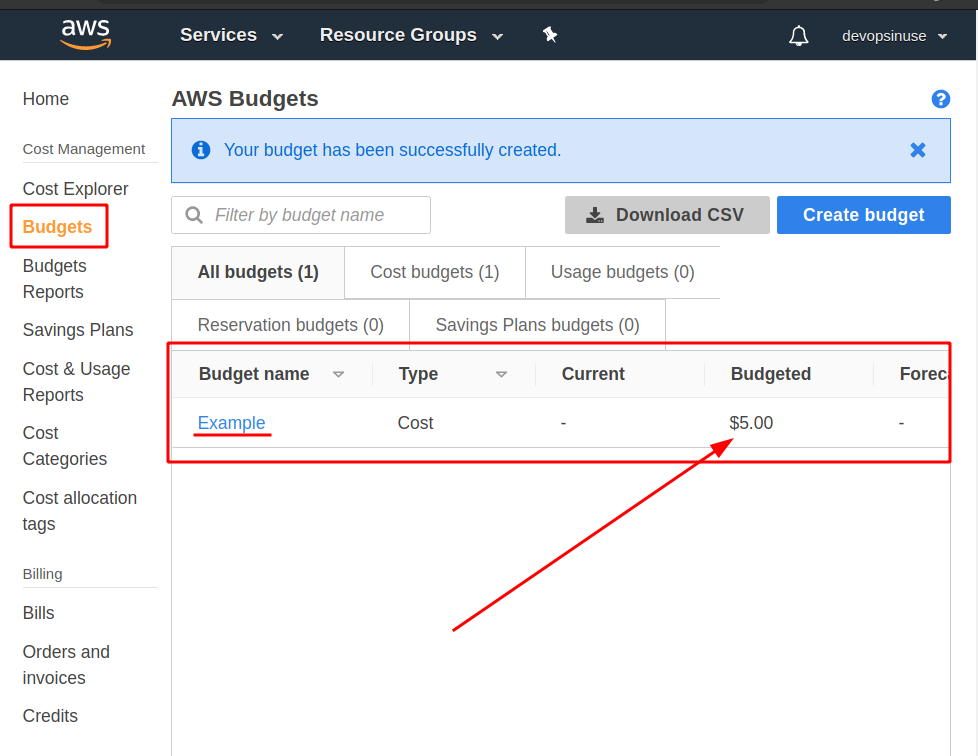 aws Services Resource Groups devopsinuse
Home
Cost Management
Cost Explorer
Budgets
Budgets
Reports
Savings Plans
Cost & Usage
Reports
Cost
Categories
Cost allocation
tags
Billing
Bills
Orders and
invoices
Credits
AWS Budgets
Your budget has been successfully created.
Filter by budget name Download CSV Create budget
All budgets (1) Cost budgets (1) Usage budgets (0)
Reservation budgets (0) Savings Plans budgets (0)
Budget name Type Current Budgeted Foreca
Example Cost - $5.00 -